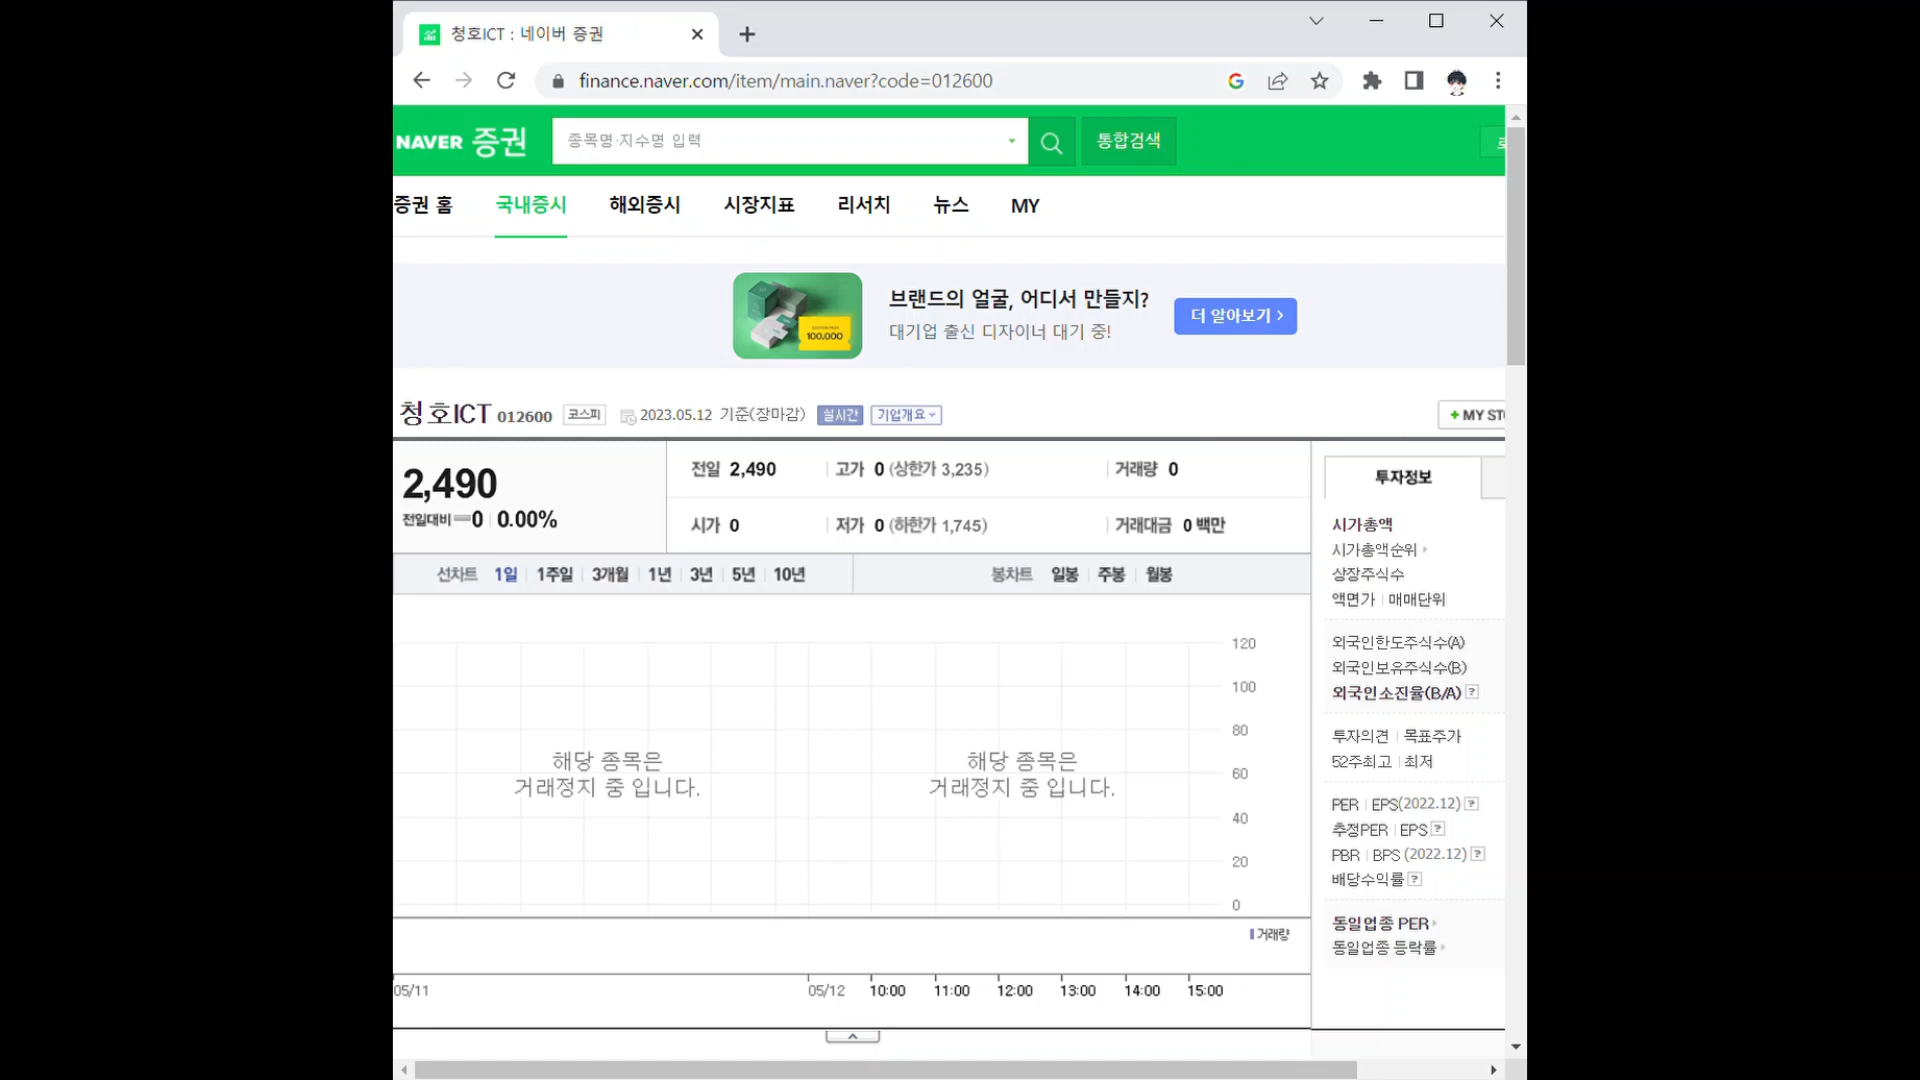 청호ICT : 네이버 증권
finance.naver.com/item/main.naver?code=012600
NAVER 증권
종목명·지수명 입력
통합검색
증권 홈 국내증시 해외증시 시장지표 리서치 뉴스 MY
100,000
브랜드의 얼굴, 어디서 만들지?
대기업 출신 디자이너 대기 중!
더 알아보기 >
청호ICT 012600 코스피 2023.05.12 기준(장마감) 실시간 기업개요
+ MY ST
2,490
전일대비 0 0.00%
전일 2,490 고가 0 (상한가 3,235) 거래량 0
시가 0 저가 0 (하한가 1,745) 거래대금 0 백만
선차트 1일 1주일 3개월 1년 3년 5년 10년
봉차트 일봉 주봉 월봉
해당 종목은
거래정지 중 입니다.
해당 종목은
거래정지 중 입니다.
120
100
80
60
40
20
0
거래량
05/11 05/12 10:00 11:00 12:00 13:00 14:00 15:00
투자정보
시가총액
시가총액순위
상장주식수
액면가 매매단위
외국인한도주식수(A)
외국인보유주식수(B)
외국인소진율(B/A) ?
투자의견 목표주가
52주최고 최저
PER EPS(2022.12) ?
추정PER EPS ?
PBR BPS (2022.12) ?
배당수익률 ?
동일업종 PER
동일업종 등락률